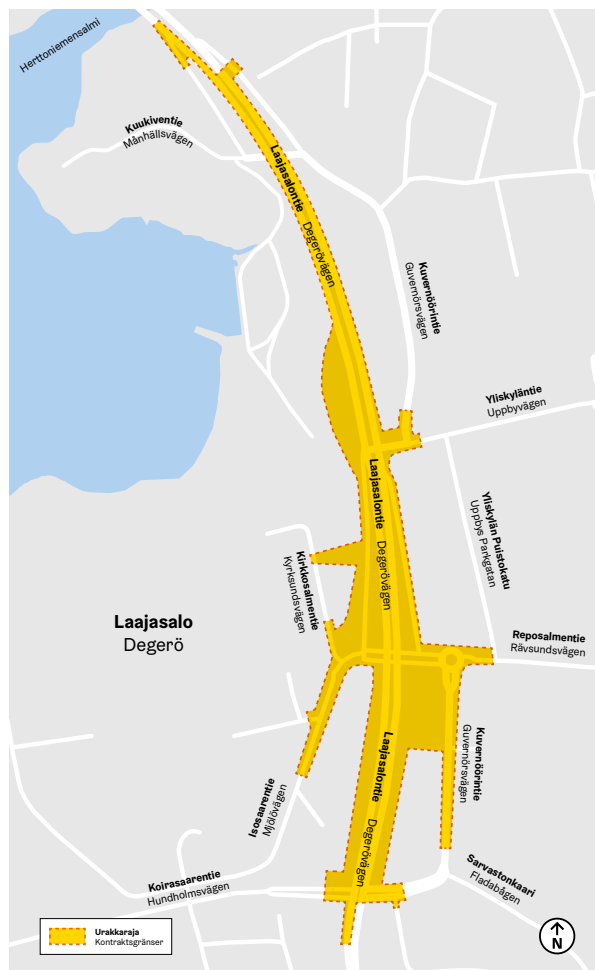 Herttoniemensalmi
Kuukiventie
Månhällsvägen
Laajasalontie Degerövägen
Kuvernöörintie
Guvernörsvägen
Yliskyläntie
Uppbyvägen
Laajasalontie Degerövägen
Yliskylän Puistokatu
Uppbys Parkgatan
Kirkkosalmentie
Kyrksundsvägen
Laajasalo
Degerö
Reposalmentie
Rävsundsvägen
Laajasalontie Degerövägen
Kuvernöörintie
Guvernörsvägen
Isosaarentie
Mjölövägen
Koirasaarentie
Hundholmsvägen
Sarvastonkaari
Fladabågen
Urakkaraja
Kontraktsgränser
N